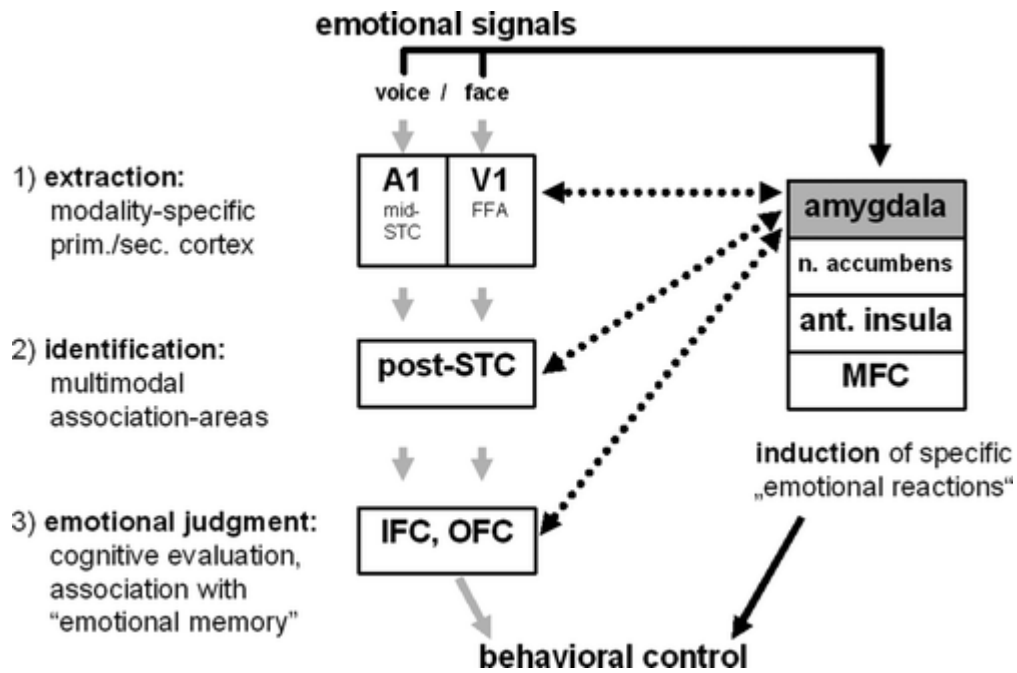 emotional signals
voice / face
1) extraction:
modality-specific
prim./sec. cortex
A1
mid-
STC
V1
FFA
amygdala
n. accumbens
ant. insula
MFC
2) identification:
multimodal
association-areas
post-STC
induction of specific
„emotional reactions“
3) emotional judgment:
cognitive evaluation,
association with
“emotional memory”
IFC, OFC
behavioral control